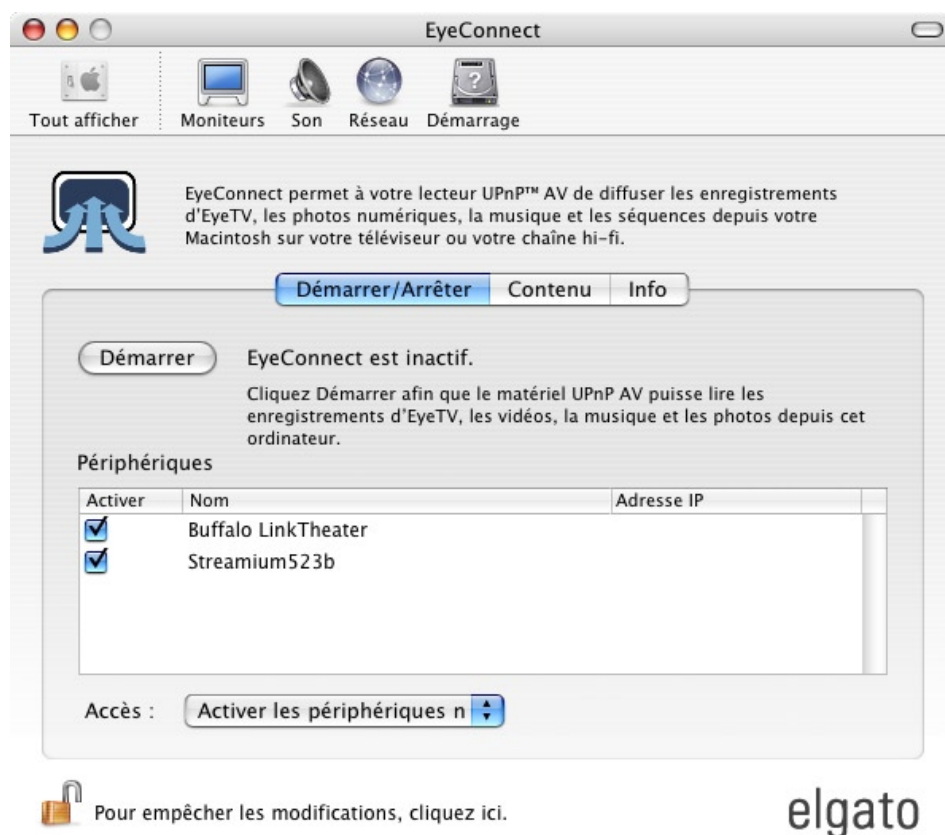 EyeConnect
Tout afficher
Moniteurs
Son
Réseau
Démarrage
EyeConnect permet à votre lecteur UPnP™ AV de diffuser les enregistrements
d'EyeTV, les photos numériques, la musique et les séquences depuis votre
Macintosh sur votre téléviseur ou votre chaîne hi-fi.
Démarrer/Arrêter
Contenu
Info
Démarrer
EyeConnect est inactif.
Cliquez Démarrer afin que le matériel UPnP AV puisse lire les
enregistrements d'EyeTV, les vidéos, la musique et les photos depuis cet
ordinateur.
Périphériques
Activer
Nom
Adresse IP
Buffalo LinkTheater
Streamium523b
Accès :
Activer les périphériques n
Pour empêcher les modifications, cliquez ici.
elgato